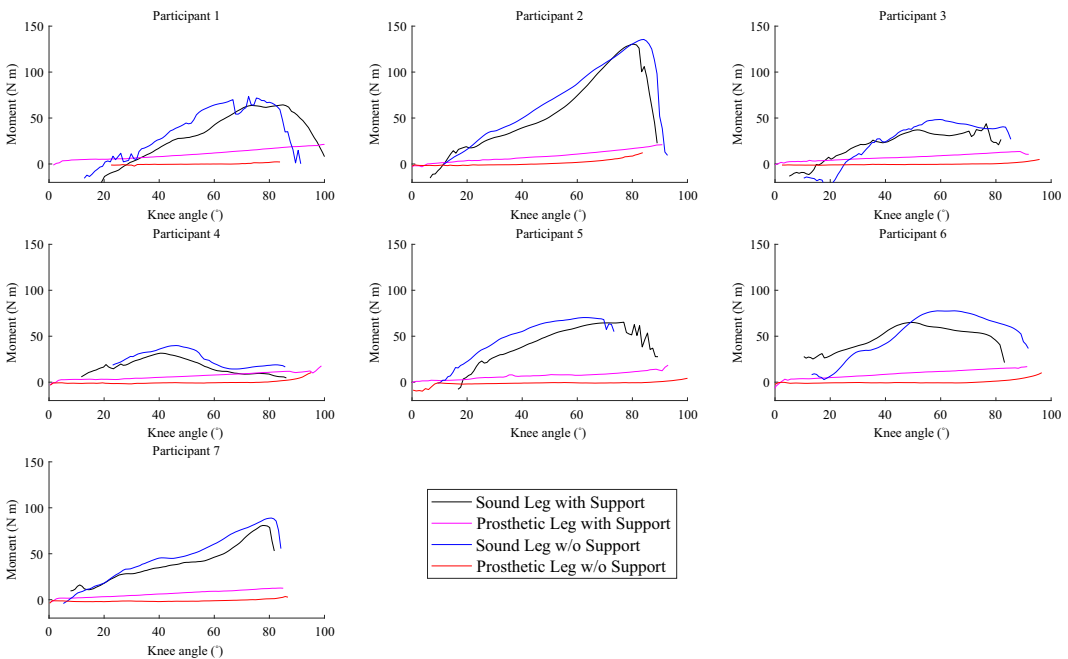 Participant 1
Participant 2
Participant 3
150
100
50
0
Moment (N m)
0 20 40 60 80 100
Knee angle (°)
150
100
50
0
Moment (N m)
0 20 40 60 80 100
Knee angle (°)
150
100
50
0
Moment (N m)
0 20 40 60 80 100
Knee angle (°)
Participant 4
Participant 5
Participant 6
150
100
50
0
Moment (N m)
0 20 40 60 80 100
Knee angle (°)
150
100
50
0
Moment (N m)
0 20 40 60 80 100
Knee angle (°)
150
100
50
0
Moment (N m)
0 20 40 60 80 100
Knee angle (°)
Participant 7
150
100
50
0
Moment (N m)
0 20 40 60 80 100
Knee angle (°)
Sound Leg with Support
Prosthetic Leg with Support
Sound Leg w/o Support
Prosthetic Leg w/o Support